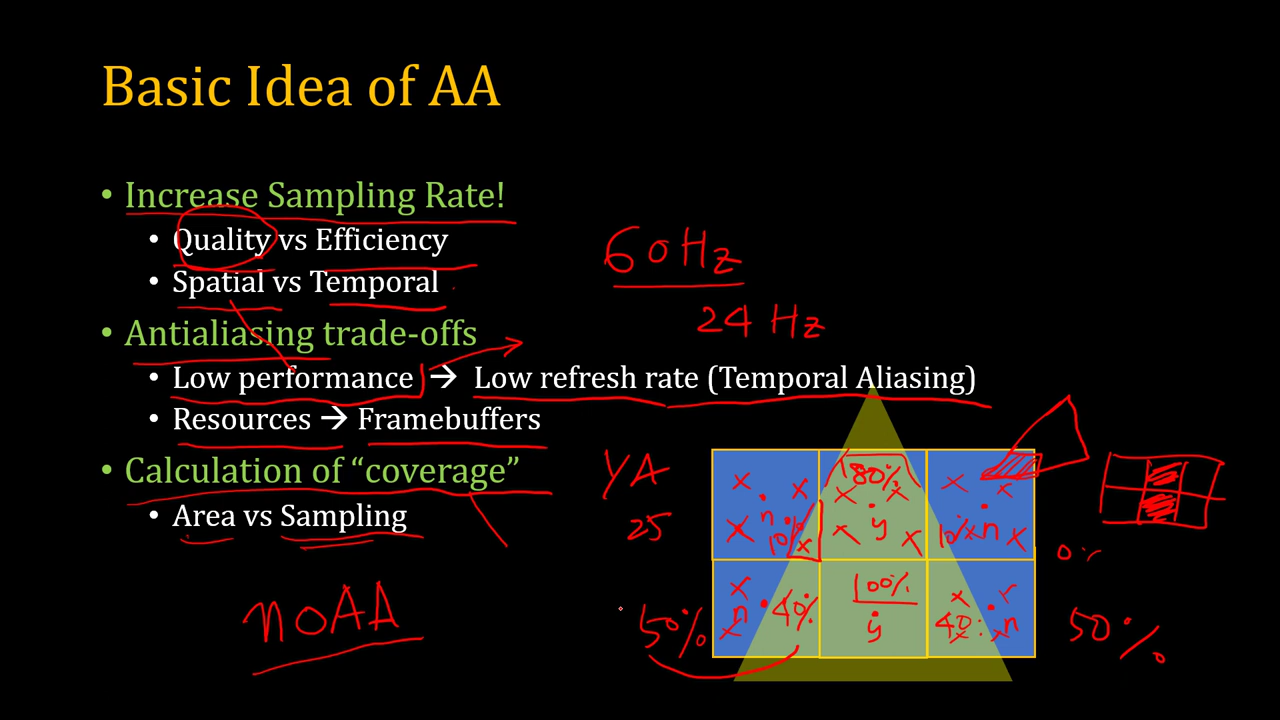 Basic Idea of AA
• Increase Sampling Rate!
• Quality vs Efficiency
• Spatial vs Temporal
60Hz
24 Hz
• Antialiasing trade-offs
• Low performance → Low refresh rate (Temporal Aliasing)
• Resources → Framebuffers
• Calculation of “coverage”
• Area vs Sampling
YA
25
noAA
80%
n
10%
y
10%
n
n
40%
100%
y
40%
n
50%
50%